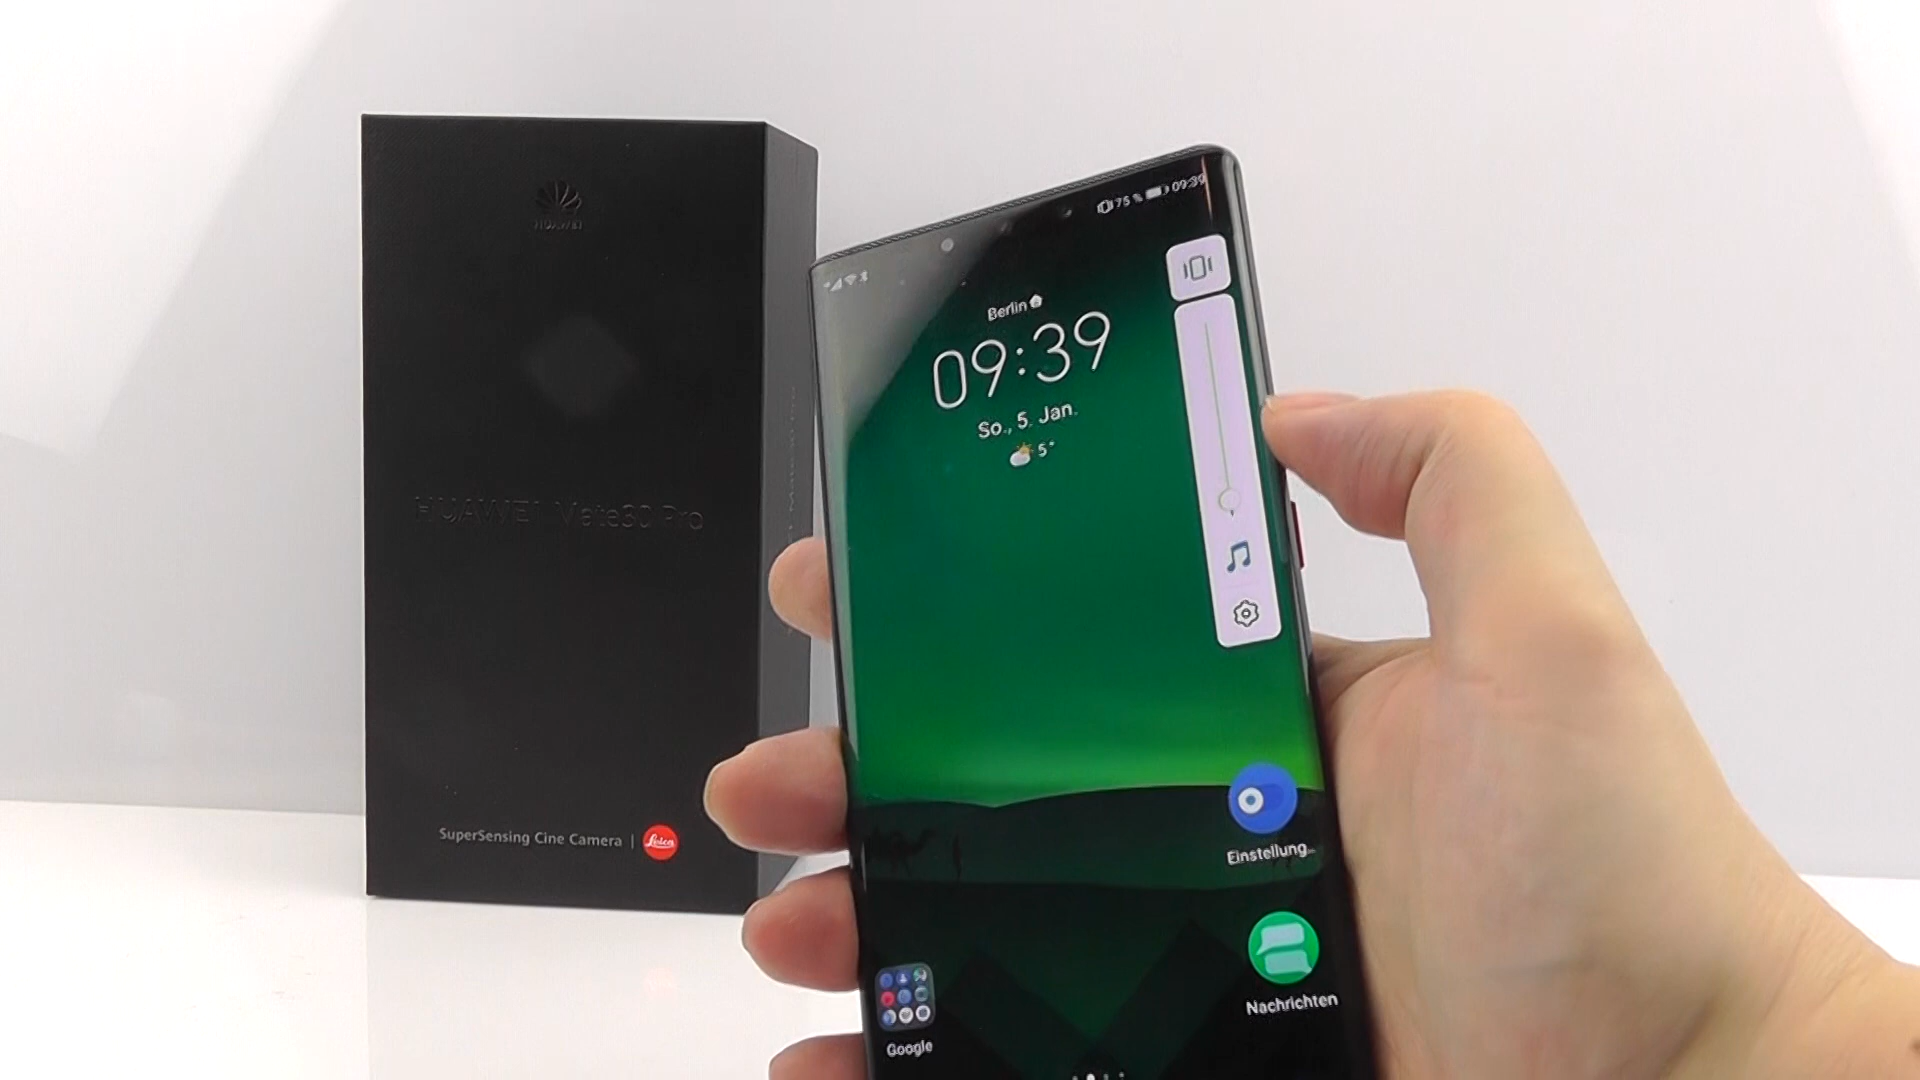 HUAWEI
HUAWEI Mate30 Pro
SuperSensing Cine Camera | Leica
75 % 09:39
Berlin
09:39
So., 5. Jan.
5°
Einstellung...
Nachrichten
Google